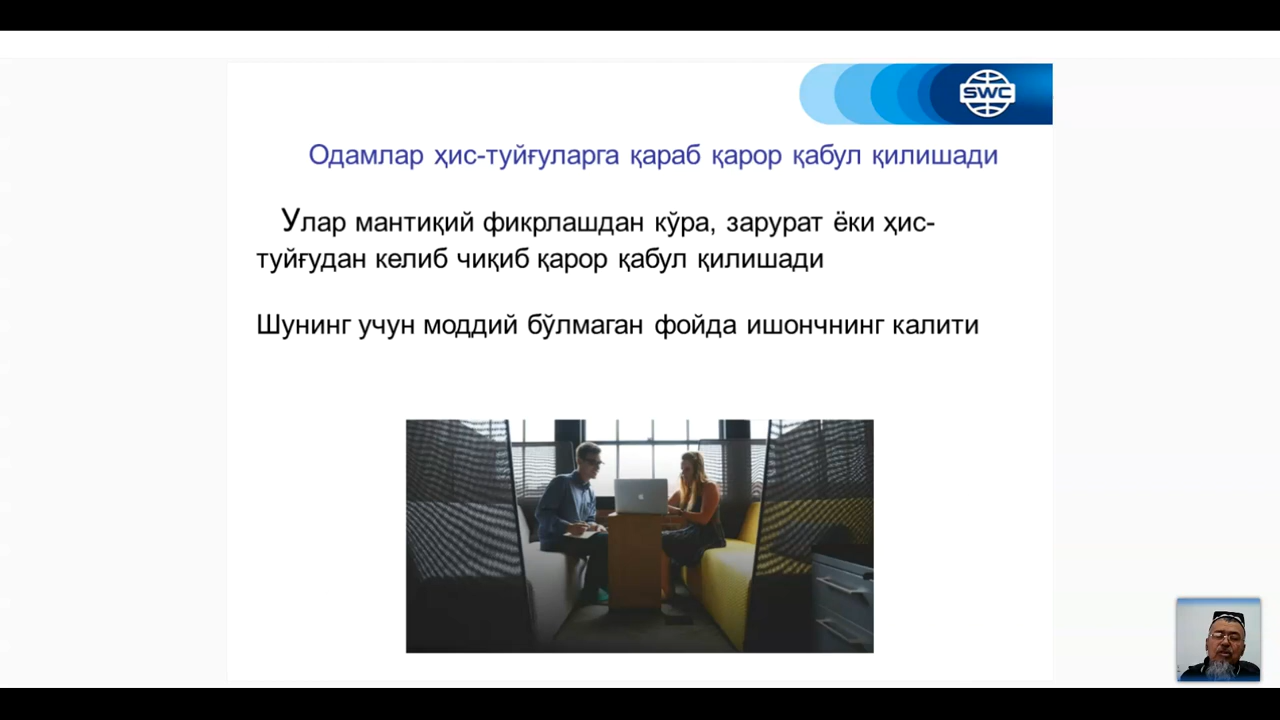 SWC
Одамлар ҳис-туйғуларга қараб қарор қабул қилишади
Улар мантиқий фикрлашдан кўра, зарурат ёки ҳис-
туйғудан келиб чиқиб қарор қабул қилишади
Шунинг учун моддий бўлмаган фойда ишончнинг калити